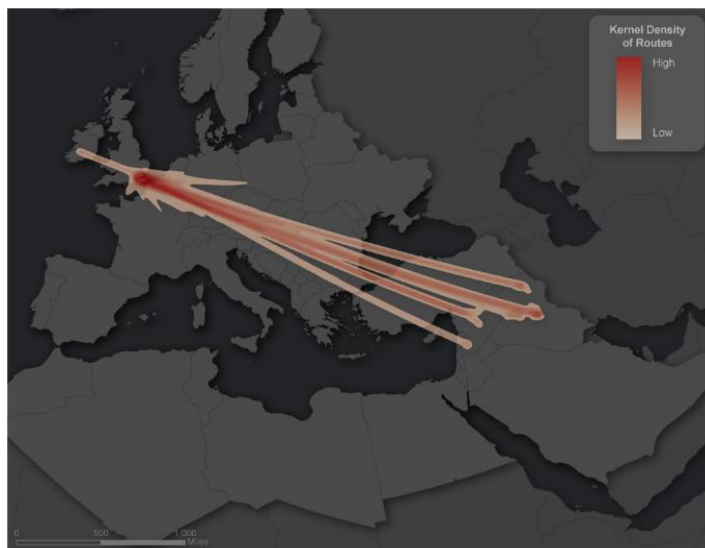 Kernel Density
of Routes
High
Low
0 500 1,000
Miles